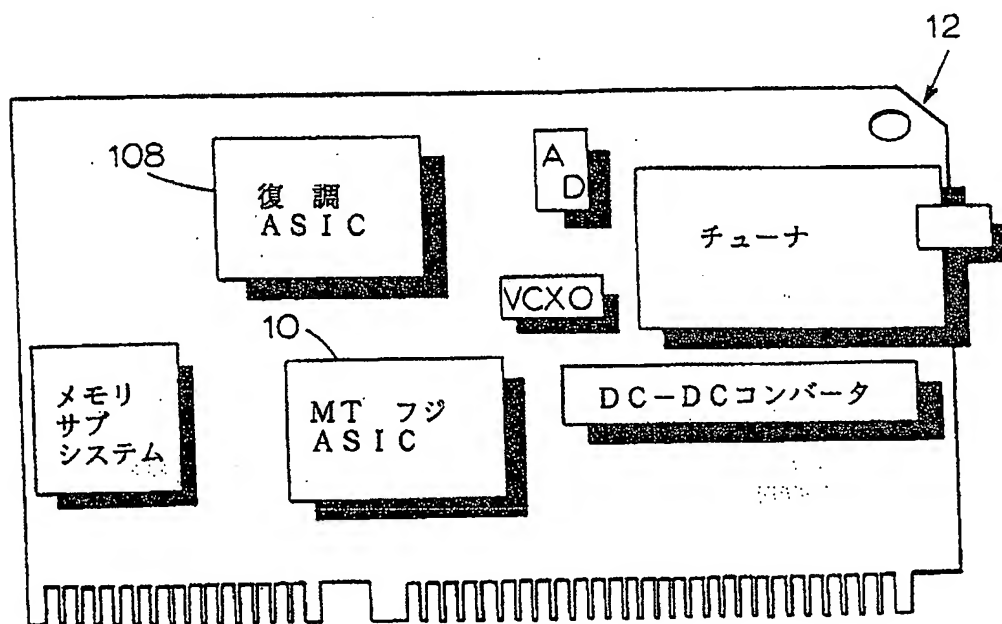 12
108
復 調
ASIC
A
D
チューナ
VCXO
10
メモリ
サブ
システム
MT フジ
ASIC
DC-DCコンバータ